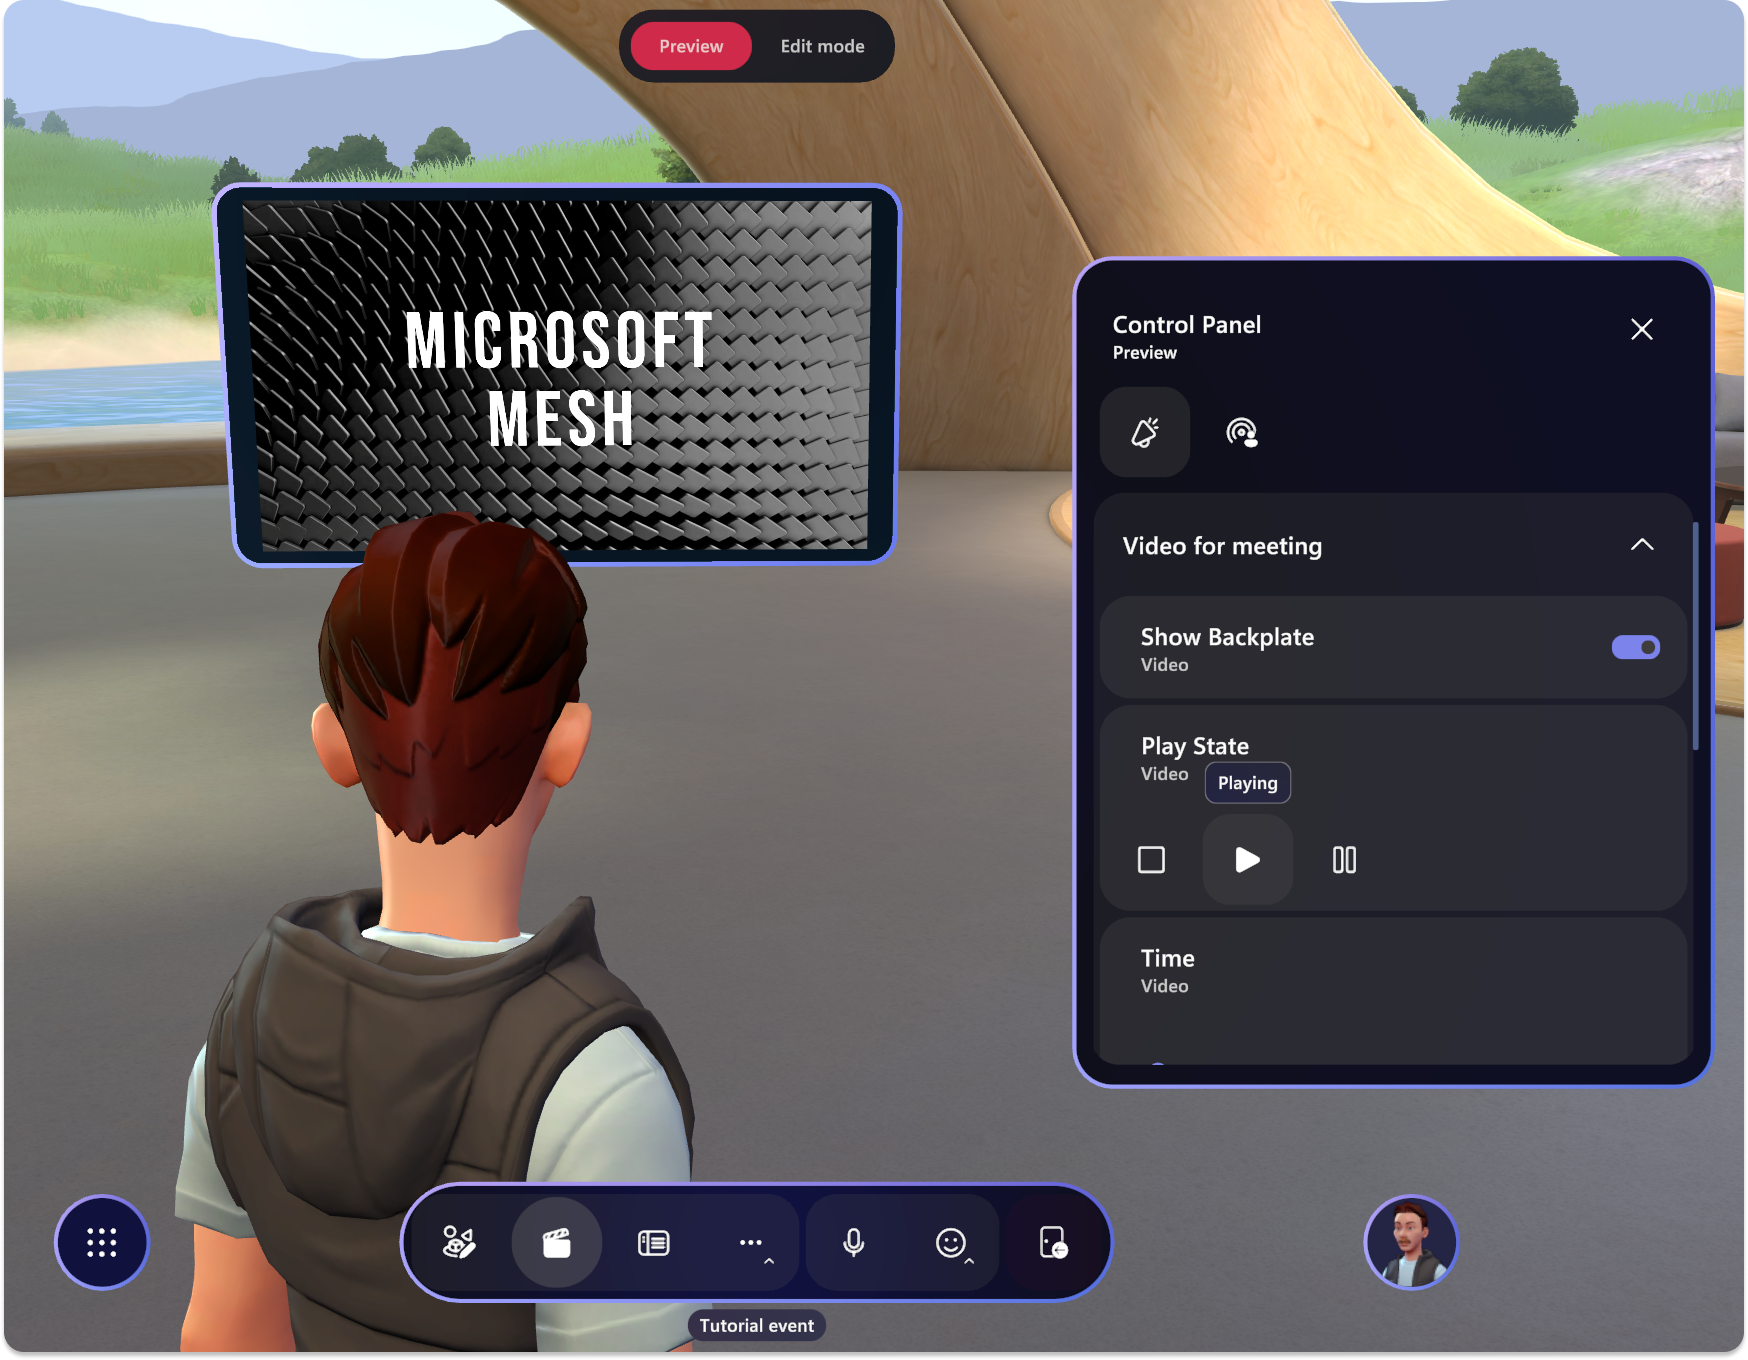 Preview
Edit mode
MICROSOFT
MESH
Control Panel
Preview
Video for meeting
Show Backplate
Video
Play State
Video
Playing
Time
Video
Tutorial event